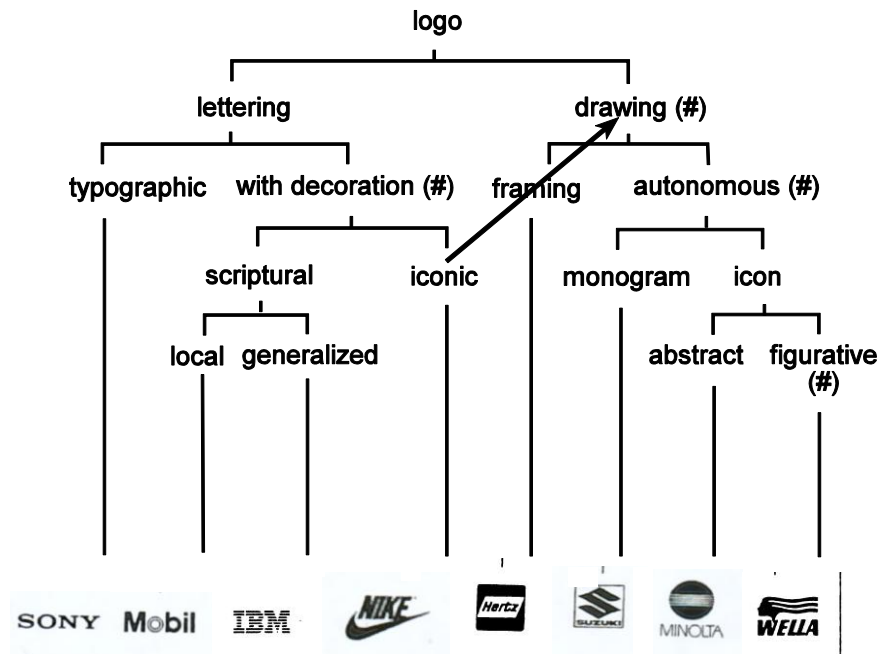 logo
lettering drawing (#)
typographic with decoration (#) framing autonomous (#)
scriptural iconic monogram icon
local generalized abstract figurative
(#)
SONY Mobil IBM NIKE Hertz SUZUKI MINOLTA WELLA